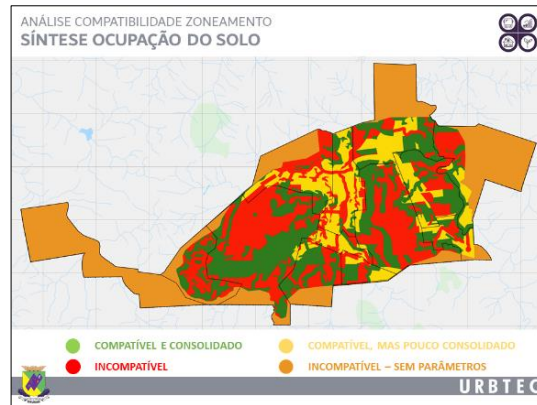 ANÁLISE COMPATIBILIDADE ZONEAMENTO
SÍNTESE OCUPAÇÃO DO SOLO
COMPATÍVEL E CONSOLIDADO
COMPATÍVEL, MAS POUCO CONSOLIDADO
INCOMPATÍVEL
INCOMPATÍVEL – SEM PARÂMETROS
URBTEC